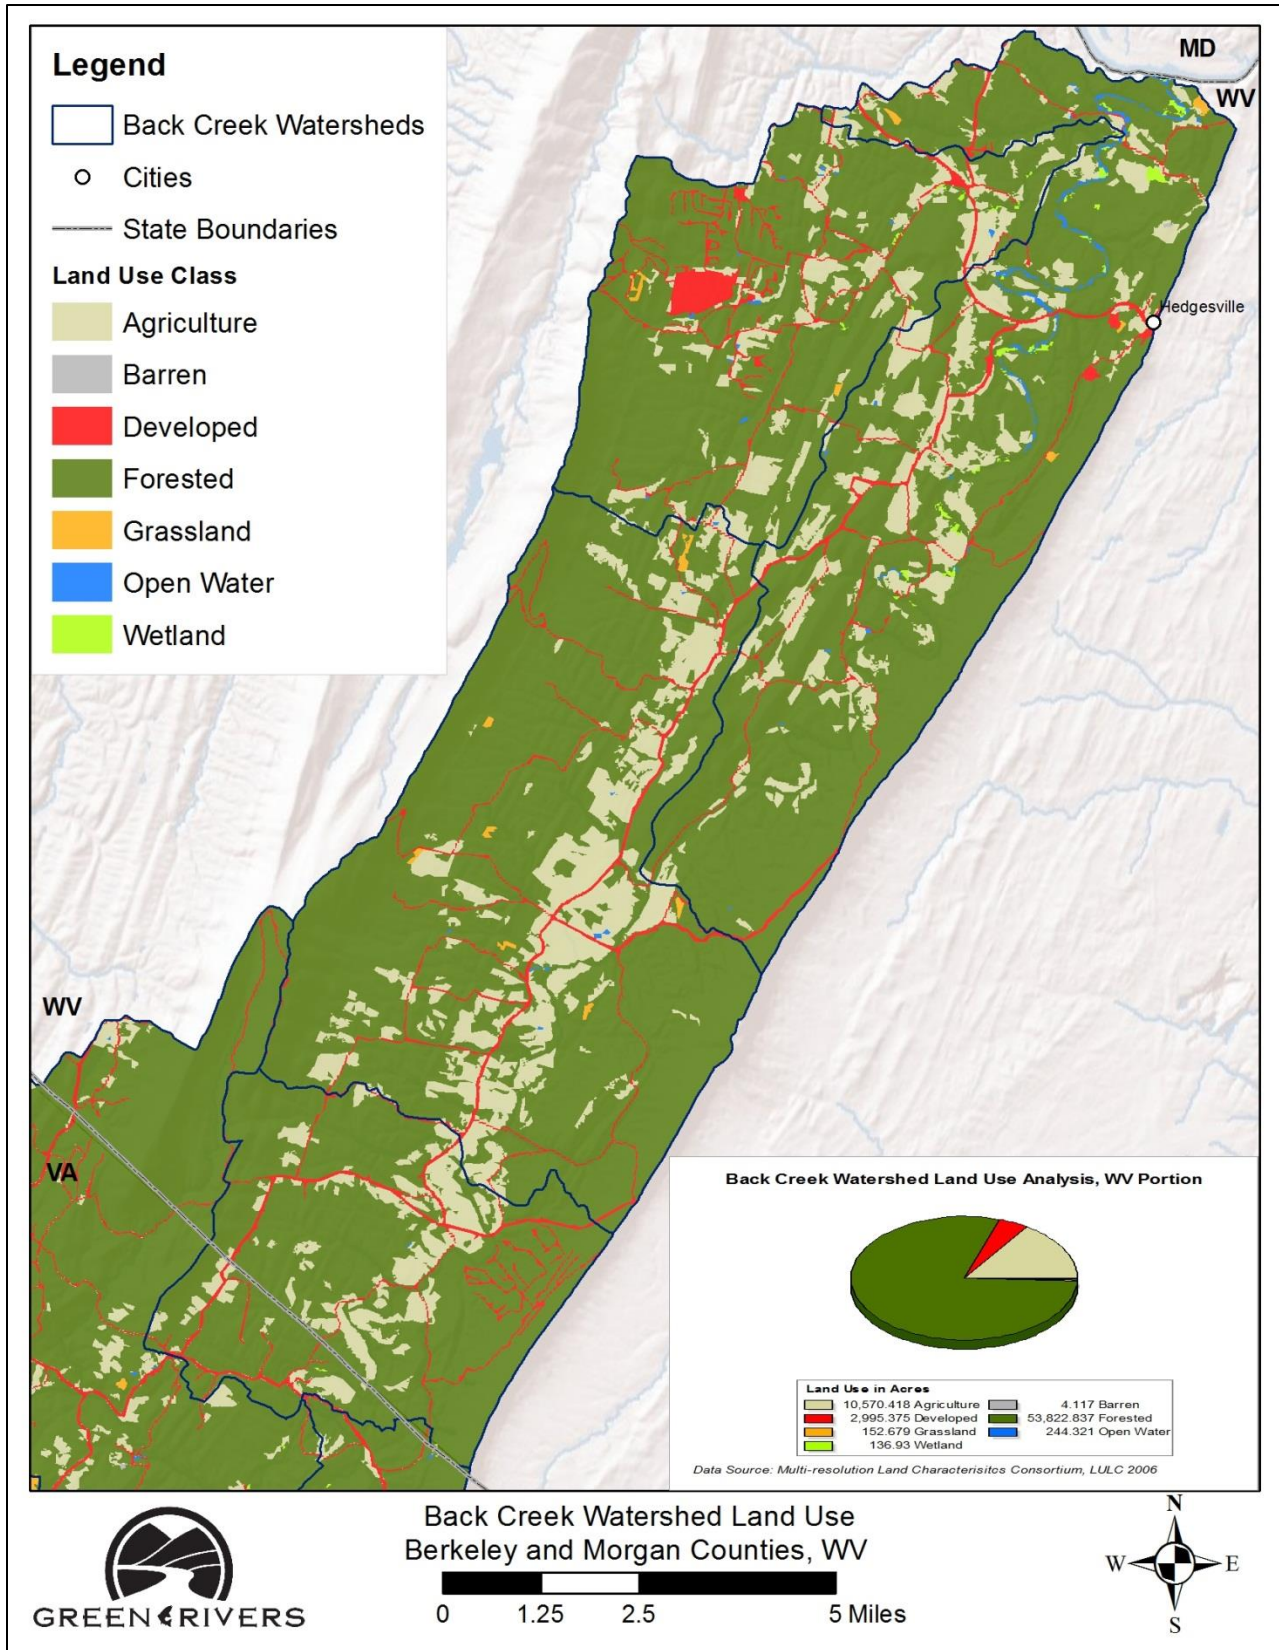 MD
WV
Legend
Back Creek Watersheds
Cities
State Boundaries
Land Use Class
Agriculture
Barren
Developed
Forested
Grassland
Open Water
Wetland
Hedgesville
WV
VA
Back Creek Watershed Land Use Analysis, WV Portion
Land Use in Acres
10,570.418 Agriculture 4.117 Barren
2,995.375 Developed 53,822.837 Forested
152.679 Grassland 244.321 Open Water
136.93 Wetland
Data Source: Multi-resolution Land Characterisitcs Consortium, LULC 2006
Back Creek Watershed Land Use
Berkeley and Morgan Counties, WV
0 1.25 2.5 5 Miles
GREEN RIVERS
N
W E
S